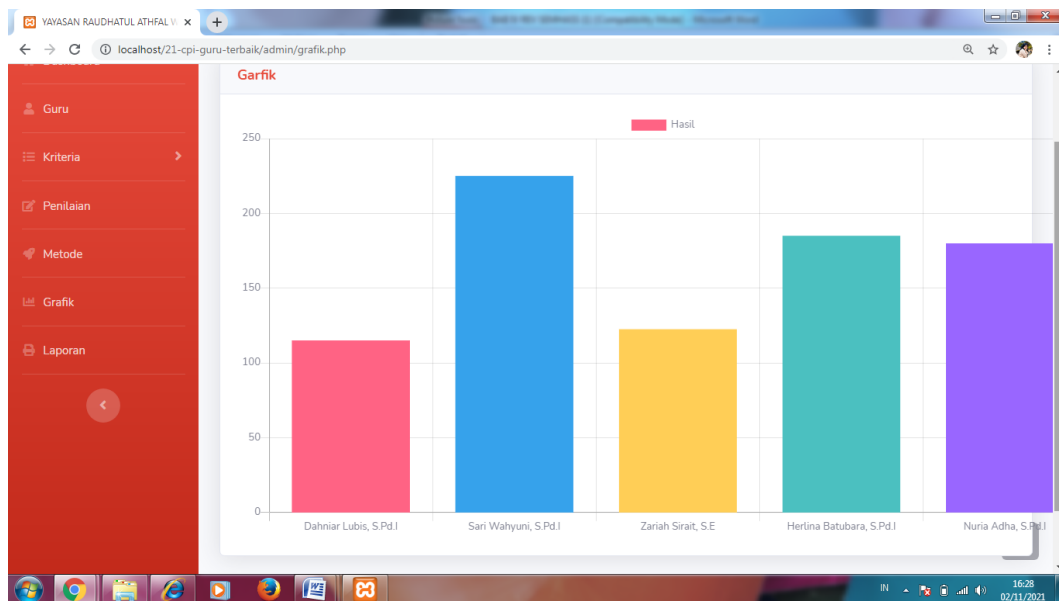 YAYASAN RAUDHATUL ATHFAL W
localhost/21-cpi-guru-terbaik/admin/grafik.php
Guru
Kriteria
Penilaian
Metode
Grafik
Laporan
Garfik
Hasil
250
200
150
100
50
0
Dahniar Lubis, S.Pd.I
Sari Wahyuni, S.Pd.I
Zariah Sirait, S.E
Herlina Batubara, S.Pd.I
Nuria Adha, S.Pd.I
IN
16:28
02/11/2021